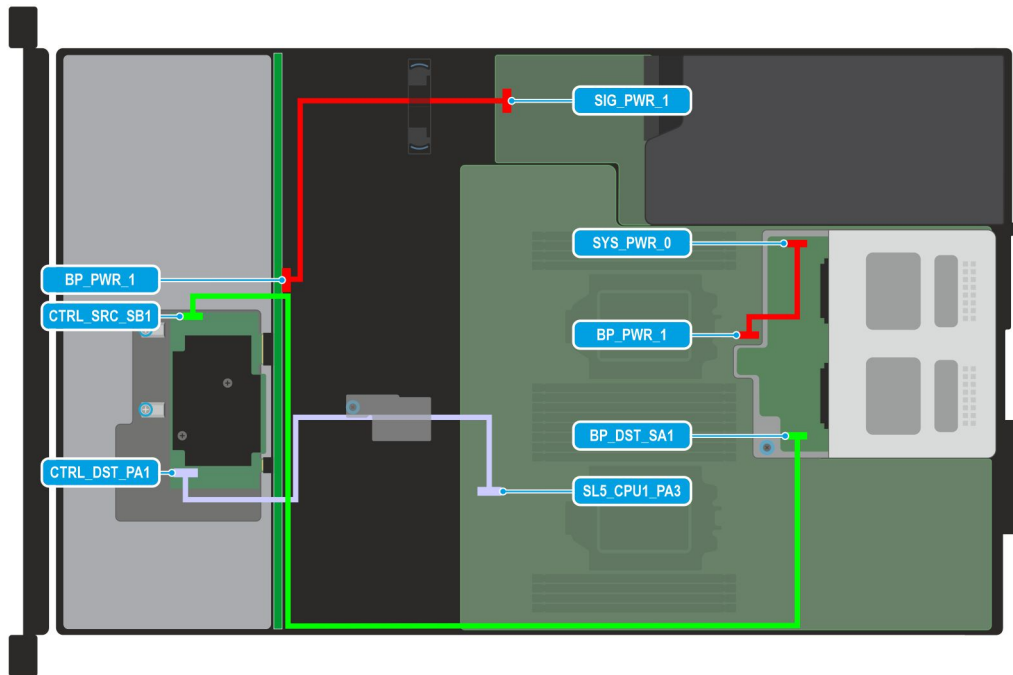 SIG_PWR_1
SYS_PWR_0
BP_PWR_1
CTRL_SRC_SB1
BP_PWR_1
BP_DST_SA1
CTRL_DST_PA1
SL5_CPU1_PA3